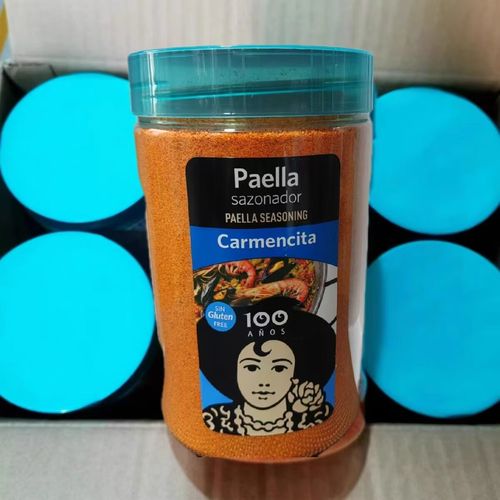 Paella
sazonador
PAELLA SEASONING
Carmencita
SIN
Gluten
FREE
100
AÑOS